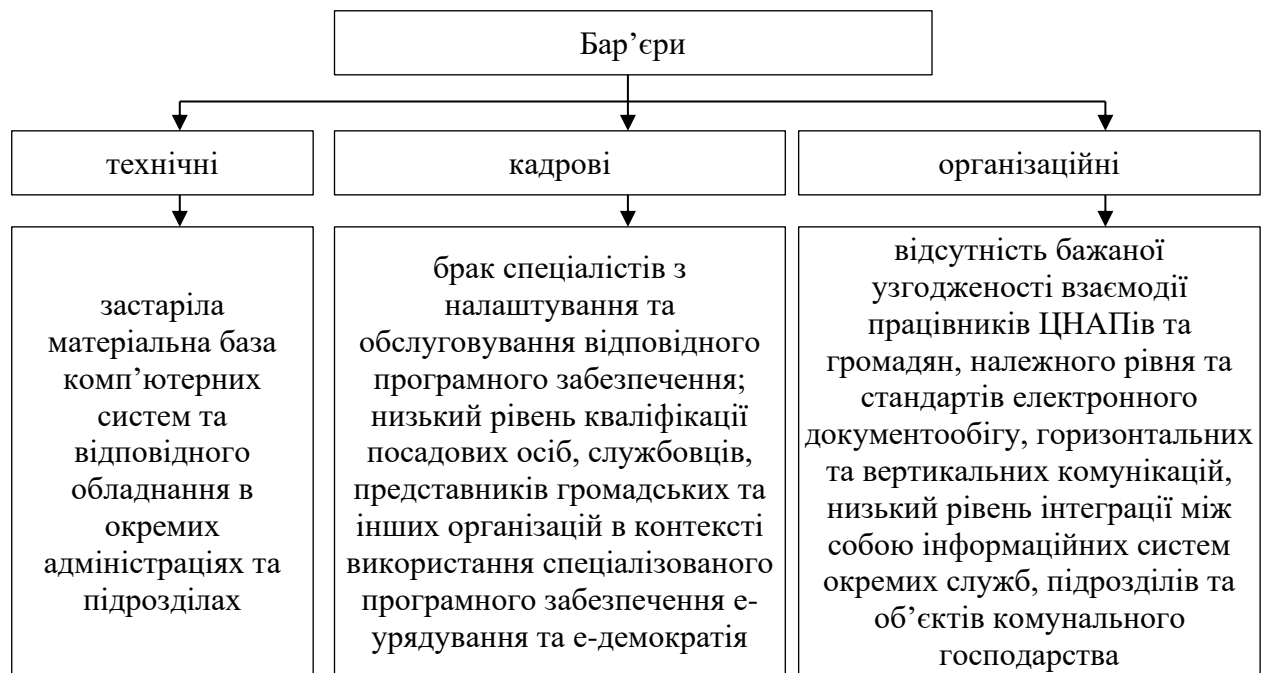 Бар’єри
технічні
кадрові
організаційні
застаріла
матеріальна база
комп’ютерних
систем та
відповідного
обладнання в
окремих
адміністраціях та
підрозділах
брак спеціалістів з
налаштування та
обслуговування відповідного
програмного забезпечення;
низький рівень кваліфікації
посадових осіб, службовців,
представників громадських та
інших організацій в контексті
використання спеціалізованого
програмного забезпечення е-
урядування та е-демократія
відсутність бажаної
узгодженості взаємодії
працівників ЦНАПів та
громадян, належного рівня та
стандартів електронного
документообігу, горизонтальних
та вертикальних комунікацій,
низький рівень інтеграції між
собою інформаційних систем
окремих служб, підрозділів та
об’єктів комунального
господарства